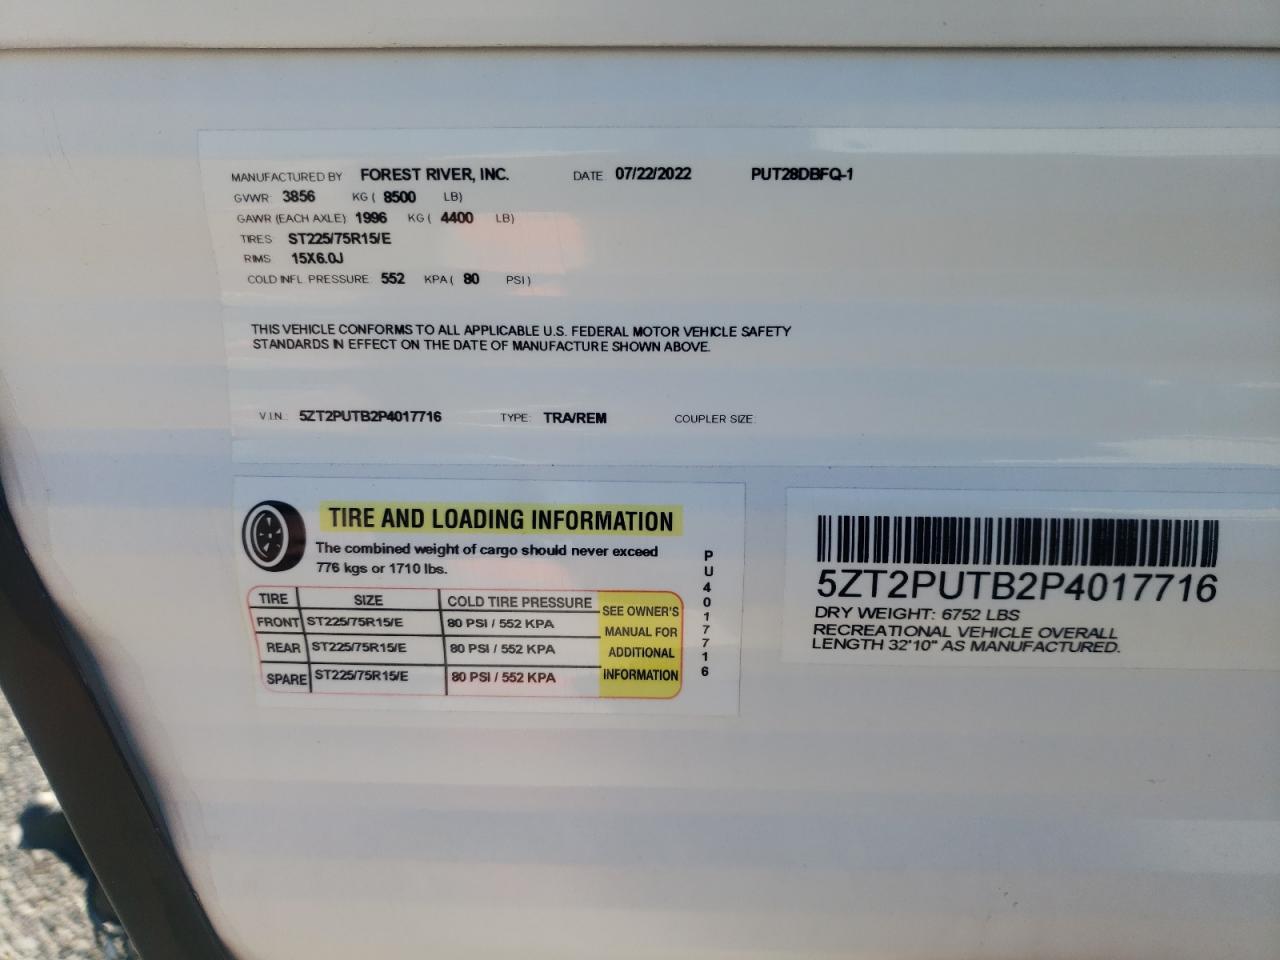 MANUFACTURED BY FOREST RIVER, INC. DATE 07/22/2022 PUT28DBFQ-1
GVWR 3856 KG ( 8500 LB)
GAWR (EACH AXLE) 1996 KG ( 4400 LB)
TIRES ST225/75R15/E
RIMS 15X6.0J
COLD INFL. PRESSURE 552 KPA ( 80 PSI)
THIS VEHICLE CONFORMS TO ALL APPLICABLE U.S. FEDERAL MOTOR VEHICLE SAFETY
STANDARDS IN EFFECT ON THE DATE OF MANUFACTURE SHOWN ABOVE.
V.I.N.: 5ZT2PUTB2P4017716 TYPE: TRA/REM COUPLER SIZE:
TIRE AND LOADING INFORMATION
The combined weight of cargo should never exceed
776 kgs or 1710 lbs.
TIRE SIZE COLD TIRE PRESSURE
FRONT ST225/75R15/E 80 PSI / 552 KPA
REAR ST225/75R15/E 80 PSI / 552 KPA
SPARE ST225/75R15/E 80 PSI / 552 KPA
SEE OWNER'S
MANUAL FOR
ADDITIONAL
INFORMATION
PU4017716
5ZT2PUTB2P4017716
DRY WEIGHT: 6752 LBS
RECREATIONAL VEHICLE OVERALL
LENGTH 32'10" AS MANUFACTURED.